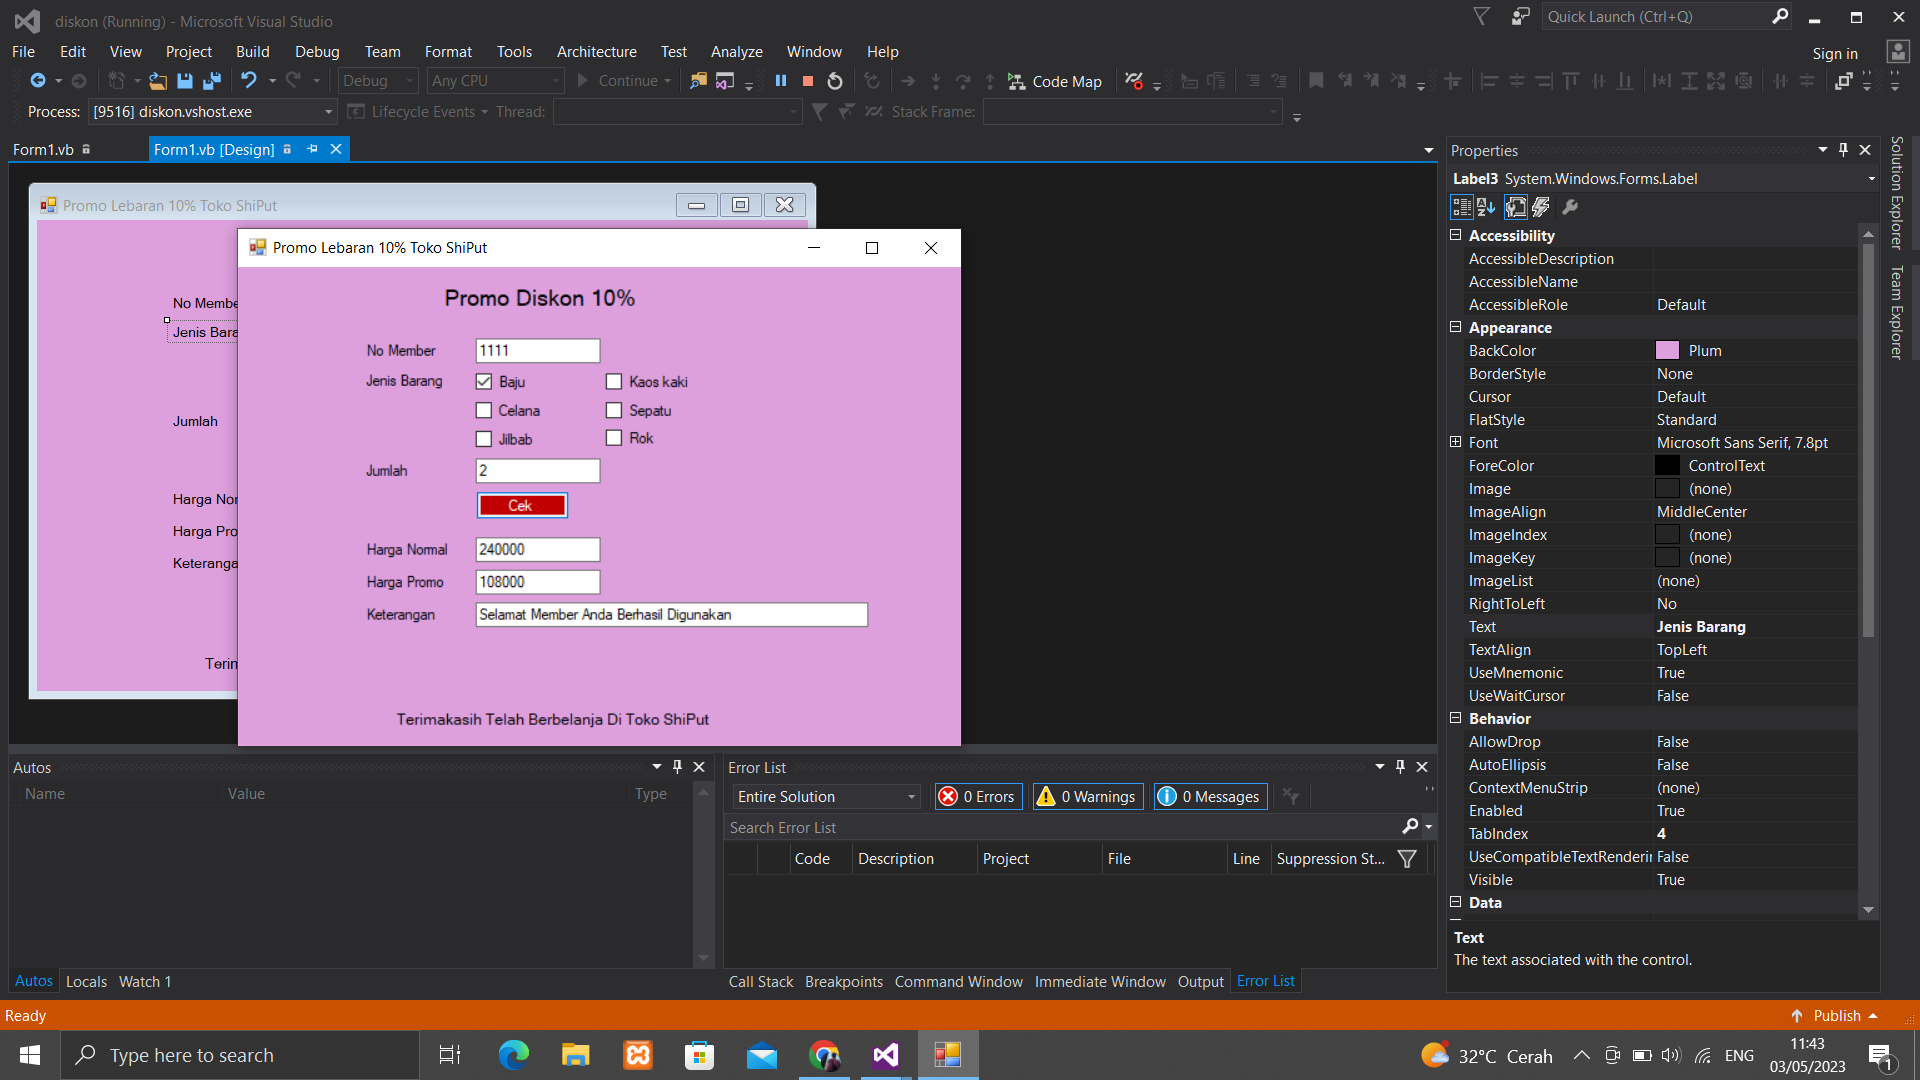 diskon (Running) - Microsoft Visual Studio
Quick Launch (Ctrl+Q)
File Edit View Project Build Debug Team Format Tools Architecture Test Analyze Window Help
Sign in
Debug Any CPU Continue Code Map
Process: [9516] diskon.vshost.exe Lifecycle Events Thread: Stack Frame:
Form1.vb Form1.vb [Design]
Promo Lebaran 10% Toko ShiPut
No Membe
Jenis Bara
Jumlah
Harga Nor
Harga Pro
Keteranga
Terim
Promo Lebaran 10% Toko ShiPut
Promo Diskon 10%
No Member 1111
Jenis Barang Baju Kaos kaki
Celana Sepatu
Jilbab Rok
Jumlah 2
Cek
Harga Normal 240000
Harga Promo 108000
Keterangan Selamat Member Anda Berhasil Digunakan
Terimakasih Telah Berbelanja Di Toko ShiPut
Properties
Label3 System.Windows.Forms.Label
Accessibility
AccessibleDescription
AccessibleName
AccessibleRole Default
Appearance
BackColor Plum
BorderStyle None
Cursor Default
FlatStyle Standard
Font Microsoft Sans Serif, 7.8pt
ForeColor ControlText
Image (none)
ImageAlign MiddleCenter
ImageIndex (none)
ImageKey (none)
ImageList (none)
RightToLeft No
Text Jenis Barang
TextAlign TopLeft
UseMnemonic True
UseWaitCursor False
Behavior
AllowDrop False
AutoEllipsis False
ContextMenuStrip (none)
Enabled True
TabIndex 4
UseCompatibleTextRenderin False
Visible True
Data
Text
The text associated with the control.
Solution Explorer
Team Explorer
Autos
Name Value Type
Autos Locals Watch 1
Error List
Entire Solution 0 Errors 0 Warnings 0 Messages
Search Error List
Code Description Project File Line Suppression St...
Call Stack Breakpoints Command Window Immediate Window Output Error List
Ready
Publish
Type here to search
32°C Cerah
ENG
11:43
03/05/2023
1